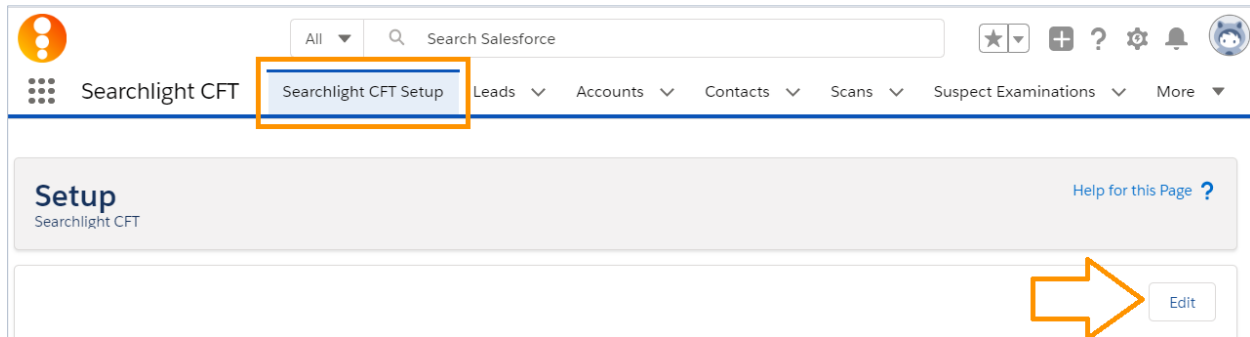 All Search Salesforce
Searchlight CFT Searchlight CFT Setup Leads Accounts Contacts Scans Suspect Examinations More
Setup
Searchlight CFT
Help for this Page ?
Edit